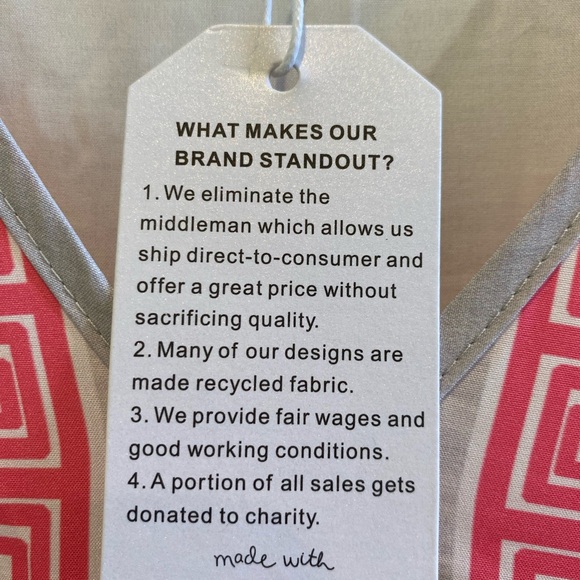 WHAT MAKES OUR
BRAND STANDOUT?
1. We eliminate the
middleman which allows us
ship direct-to-consumer and
offer a great price without
sacrificing quality.
2. Many of our designs are
made recycled fabric.
3. We provide fair wages and
good working conditions.
4. A portion of all sales gets
donated to charity.
made with